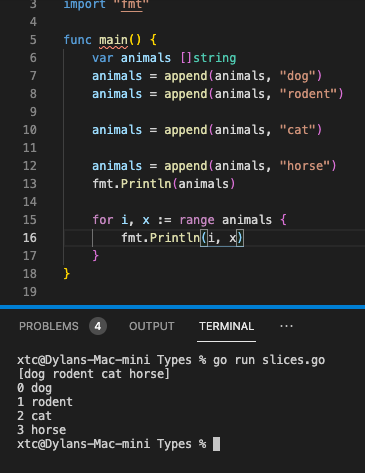 3 import "fmt"
4
5 func main() {
6 var animals []string
7 animals = append(animals, "dog")
8 animals = append(animals, "rodent")
9
10 animals = append(animals, "cat")
11
12 animals = append(animals, "horse")
13 fmt.Println(animals)
14
15 for i, x := range animals {
16 fmt.Println(i, x)
17 }
18 }
19
PROBLEMS 4 OUTPUT TERMINAL ···
xtc@Dylans-Mac-mini Types % go run slices.go
[dog rodent cat horse]
0 dog
1 rodent
2 cat
3 horse
xtc@Dylans-Mac-mini Types %